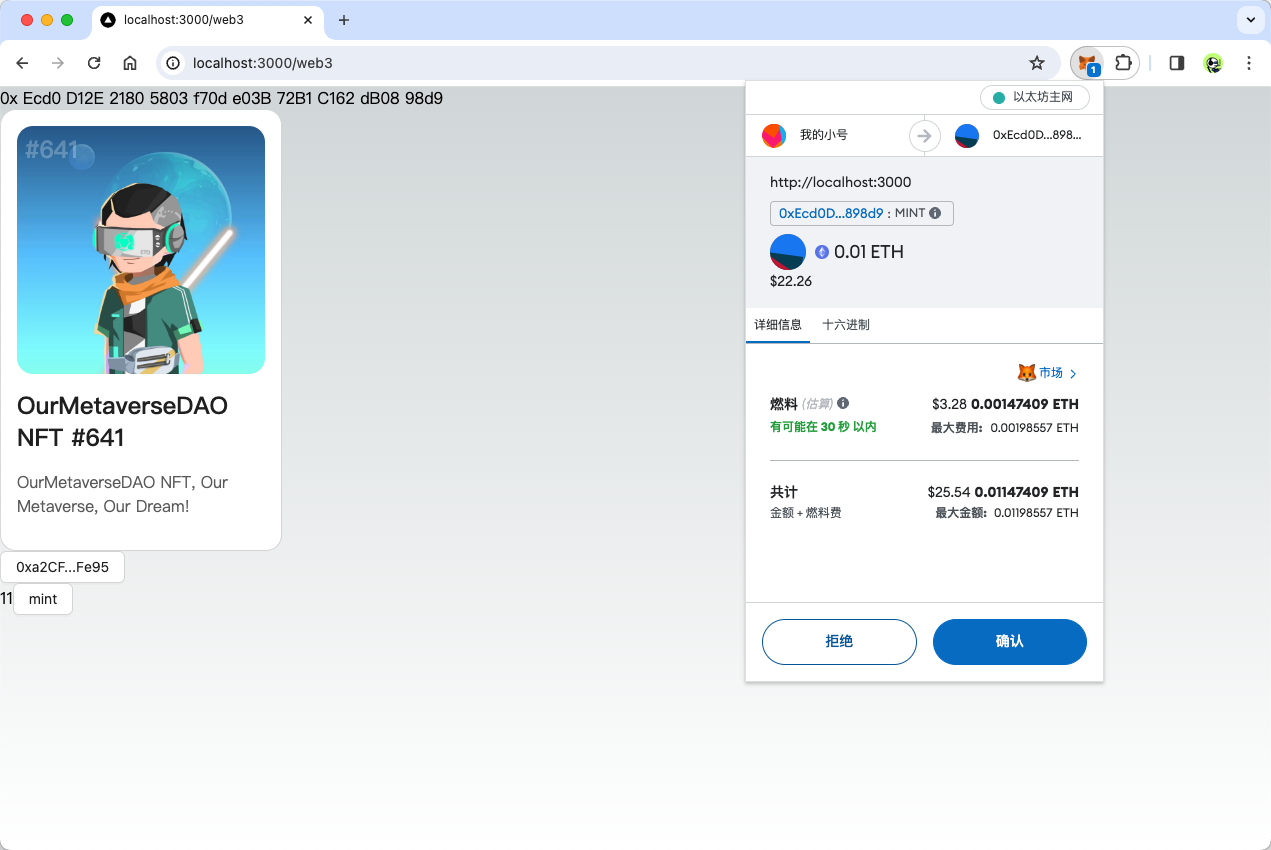 localhost:3000/web3
localhost:3000/web3
1
0x Ecd0 D12E 2180 5803 f70d e03B 72B1 C162 dB08 98d9
#641
OurMetaverseDAO
NFT #641
OurMetaverseDAO NFT, Our
Metaverse, Our Dream!
0xa2CF...Fe95
11 mint
以太坊主网
我的小号 0xEcd0D...898...
http://localhost:3000
0xEcd0D...898d9 : MINT
0.01 ETH
$22.26
详细信息 十六进制
市场
燃料 (估算) $3.28 0.00147409 ETH
有可能在 30 秒 以内 最大费用: 0.00198557 ETH
共计 $25.54 0.01147409 ETH
金额 + 燃料费 最大金额: 0.01198557 ETH
拒绝 确认